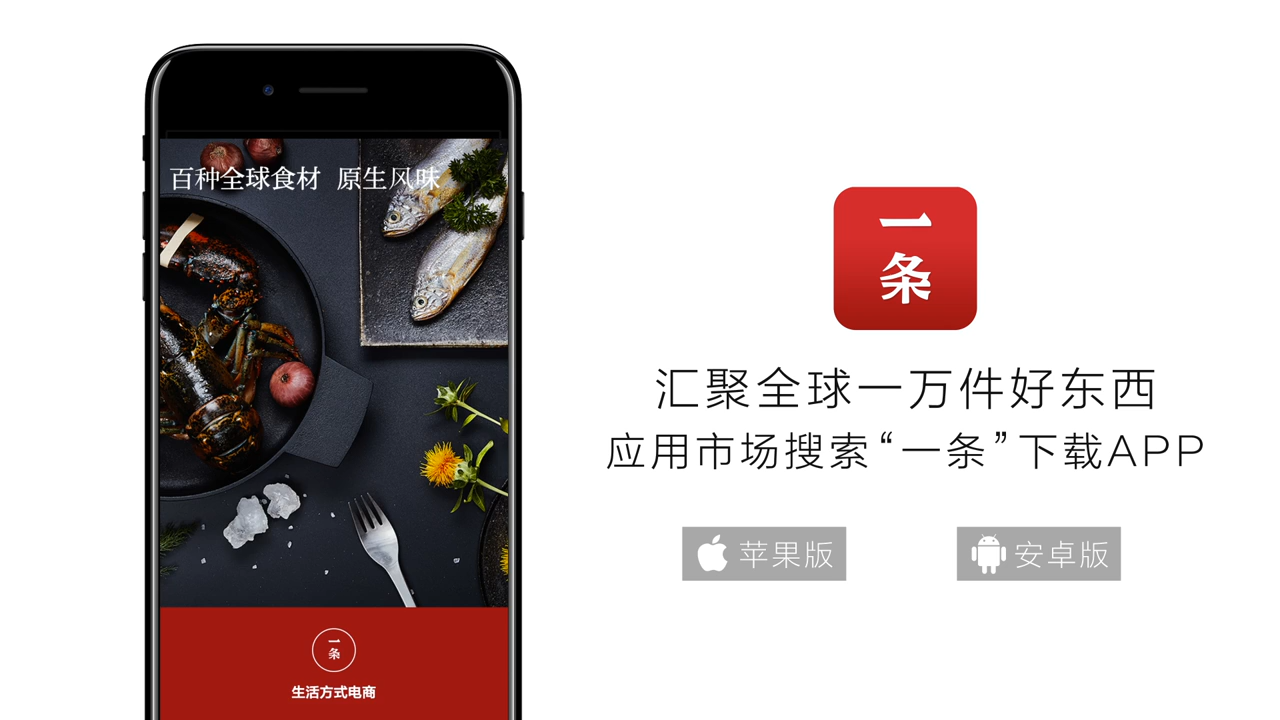 百种全球食材 原生风味
一条
生活方式电商
一条
汇聚全球一万件好东西
应用市场搜索“一条”下载APP
苹果版
安卓版